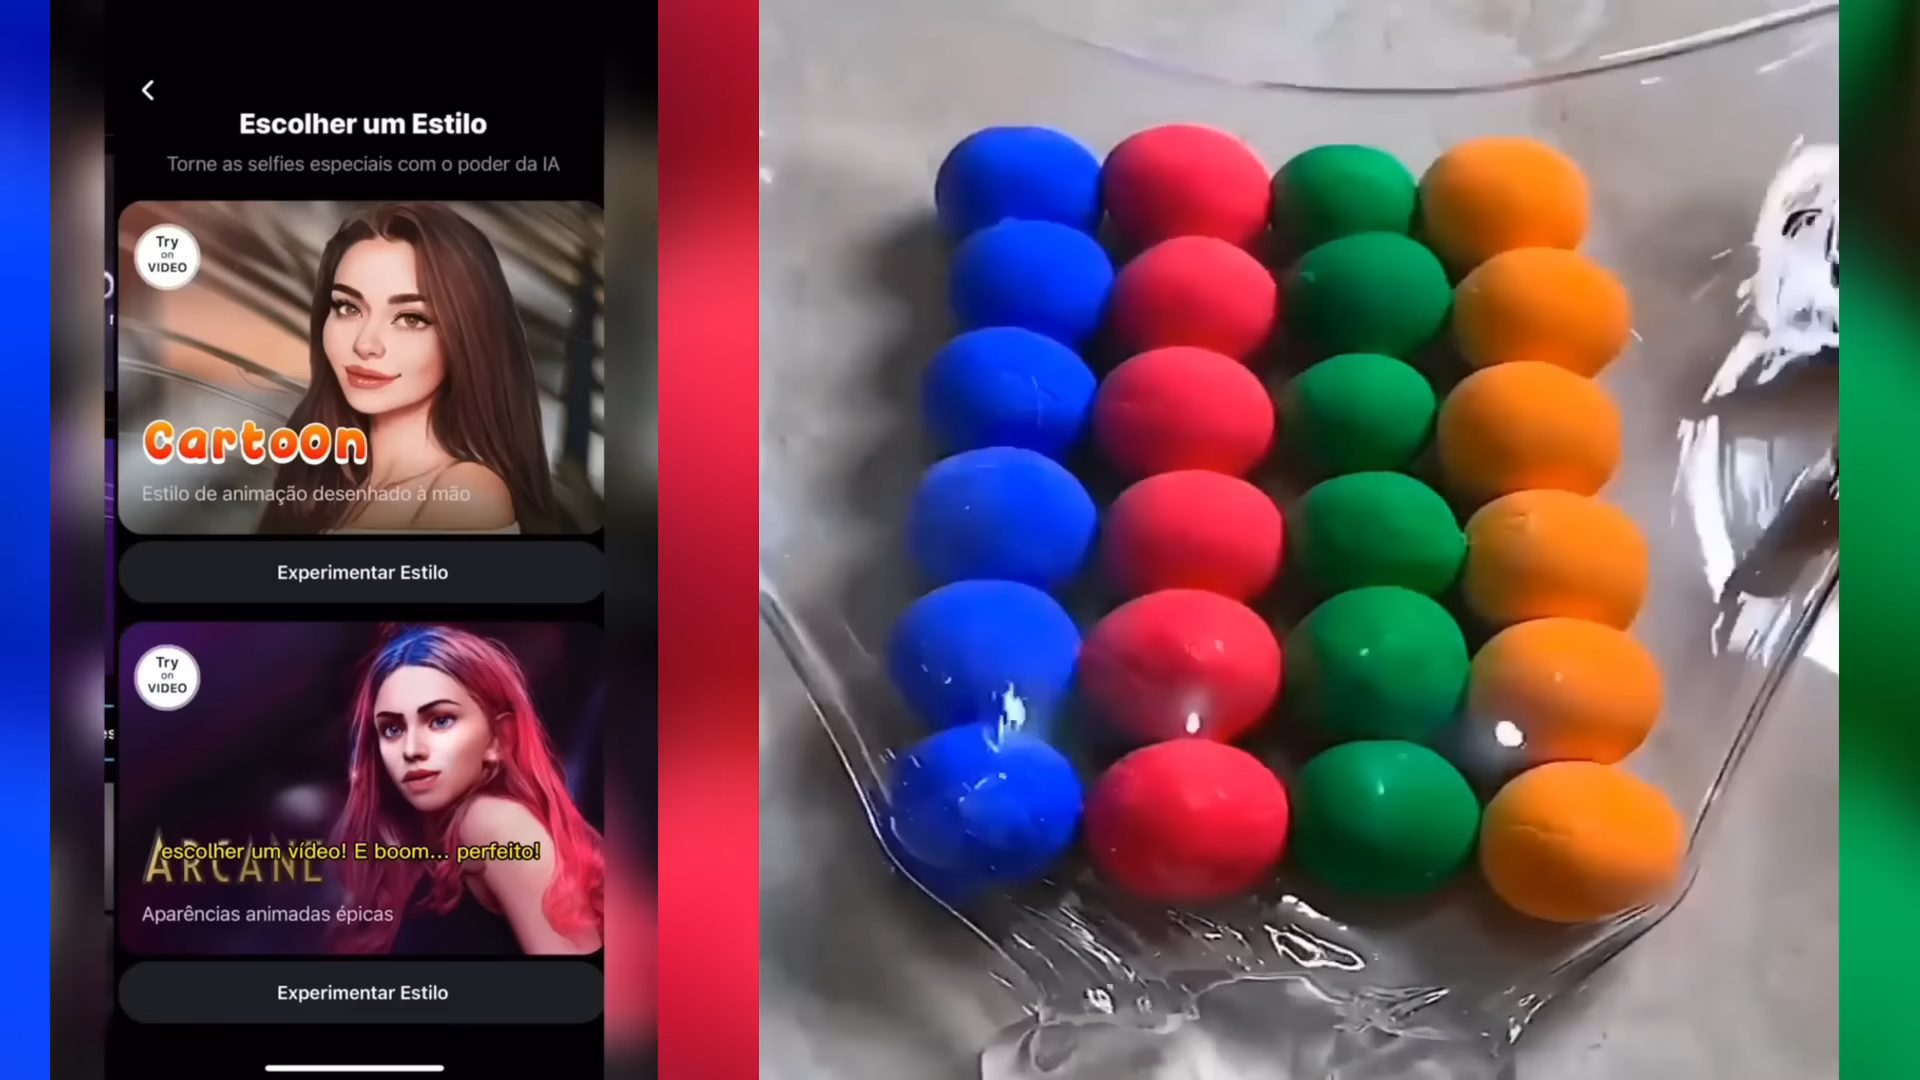 Escolher um Estilo
Torne as selfies especiais com o poder da IA
Try
on
VIDEO
CartoOn
Estilo de animação desenhado à mão
Experimentar Estilo
Try
on
VIDEO
ARCANE
escolher um vídeo! E boom... perfeito!
Aparências animadas épicas
Experimentar Estilo